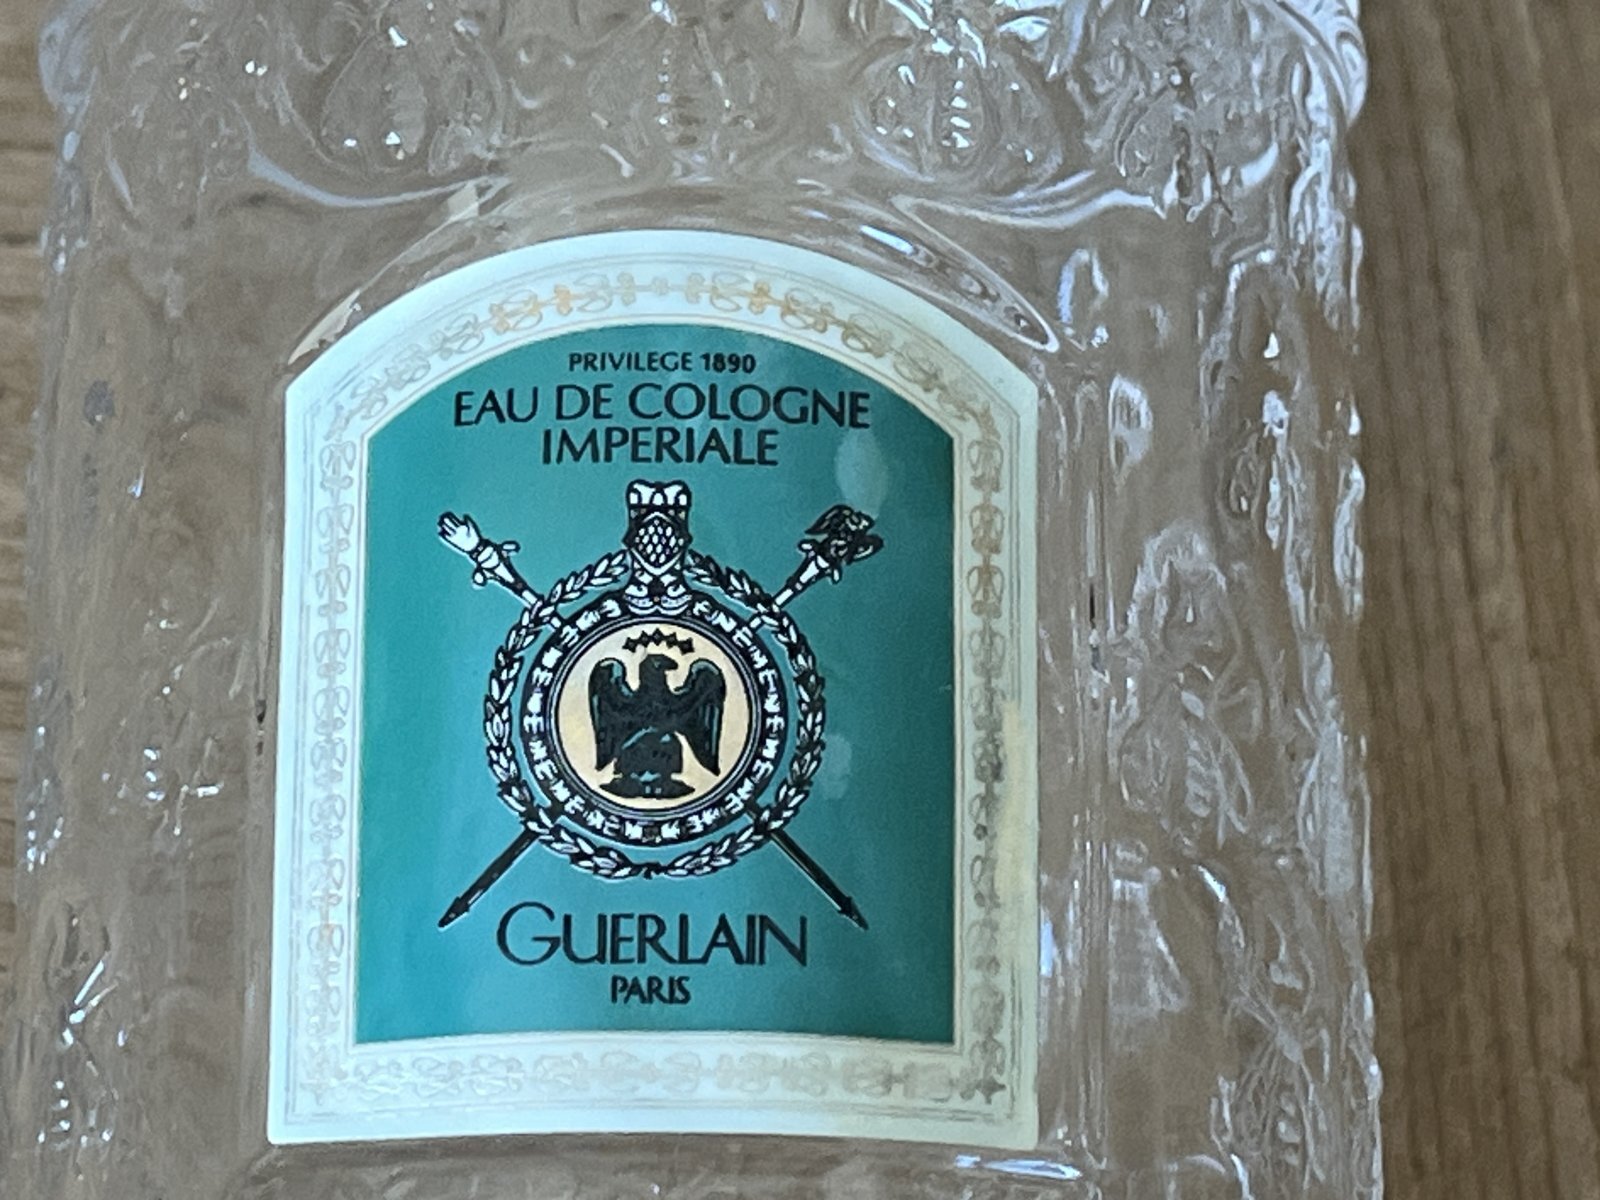 PRIVILEGE 1890
EAU DE COLOGNE
IMPERIALE
GUERLAIN
PARIS